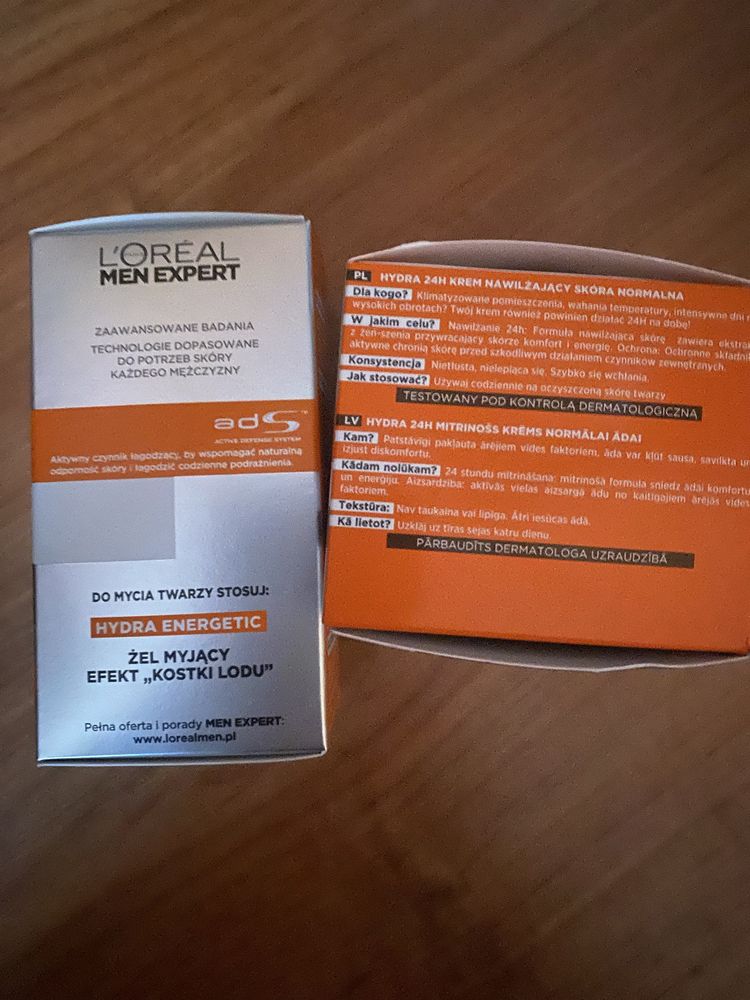 L'ORÉAL
MEN EXPERT
ZAAWANSOWANE BADANIA
TECHNOLOGIE DOPASOWANE
DO POTRZEB SKÓRY
KAŻDEGO MĘŻCZYZNY
adS
ACTIVE DEFENSE SYSTEM
Aktywny czynnik łagodzący, by wspomagać naturalną
odporność skóry i łagodzić codzienne podrażnienia.
DO MYCIA TWARZY STOSUJ:
HYDRA ENERGETIC
ŻEL MYJĄCY
EFEKT „KOSTKI LODU”
Pełna oferta i porady MEN EXPERT:
www.lorealmen.pl
PL HYDRA 24H KREM NAWILŻAJĄCY SKÓRA NORMALNA
Dla kogo? Klimatyzowane pomieszczenia, wahania temperatury, intensywne dni
wysokich obrotach? Twój krem również powinien działać 24H na dobę!
W jakim celu? Nawilżanie 24h: Formuła nawilżająca skórę zawiera
z żeń-szenia przywracający skórze komfort i energię. Ochrona: Ochronne
aktywne chronią skórę przed szkodliwym działaniem czynników zewnętrznych.
Konsystencja Nietłusta, nielepiąca się. Szybko się wchłania.
Jak stosować? Używaj codziennie na oczyszczoną skórę twarzy
TESTOWANY POD KONTROLĄ DERMATOLOGICZNĄ
LV HYDRA 24H MITRINOŠS KRĒMS NORMĀLAI ĀDAI
Kam? Patstāvīgi pakļauta ārējiem vides faktoriem, āda var kļūt sausa, savilkta
izjust diskomfortu.
Kādam nolūkam? 24 stundu mitrināšana: mitrinoša formula sniedz ādai komfortu
un enerģiju. Aizsardzība: aktīvās vielas aizsargā ādu no kaitīgajiem ārējās vides
faktoriem.
Tekstūra: Nav taukaina vai lipīga. Ātri iesūcas ādā.
Kā lietot? Uzklāj uz tīras sejas katru dienu.
PĀRBAUDĪTS DERMATOLOGA UZRAUDZĪBĀ